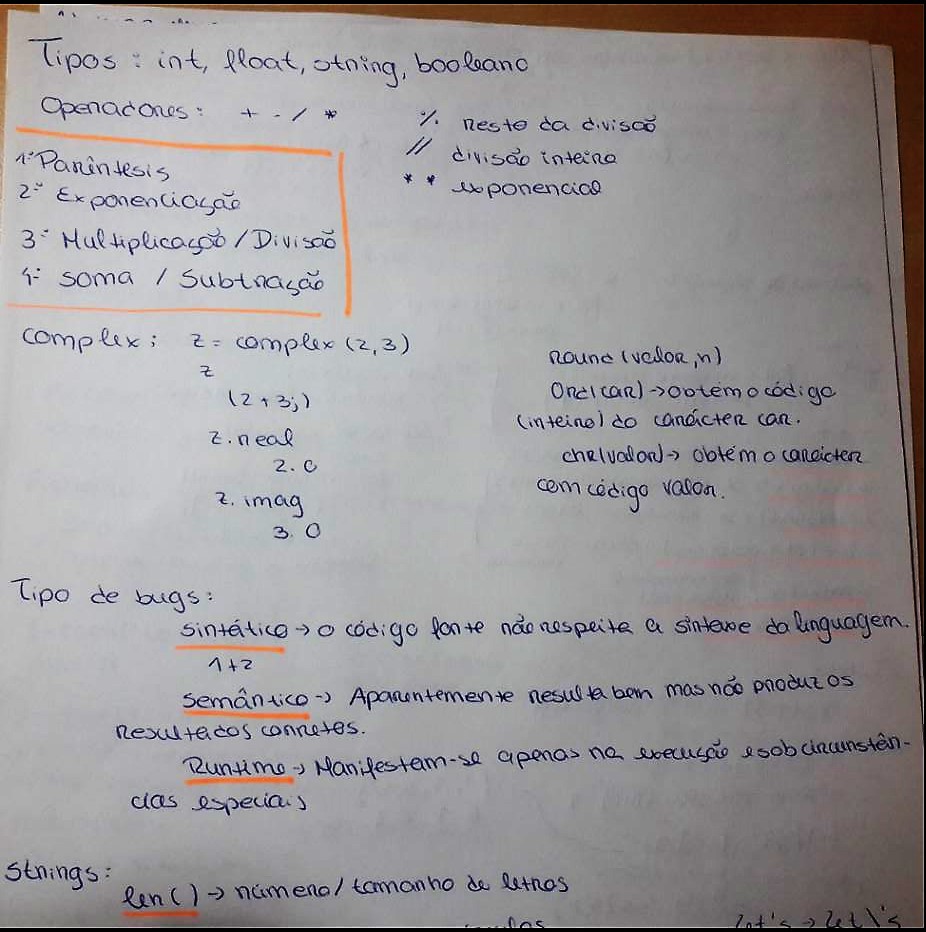 Tipos : int, float, string, booleano
Operadores: + - / *
% resto da divisão
// divisão inteira
** exponencial
1º Parêntesis
2º Exponenciação
3º Multiplicação / Divisão
4º soma / Subtração
complex: z = complex (2,3)
z
(2+3j)
z.real
2.0
z.imag
3.0
round (valor, n)
Ord(car) → obtém o código
(inteiro) do carácter car.
chr(valor) → obtém o carácter
com código valor.
Tipo de bugs:
sintático → o código fonte não respeita a sintaxe da linguagem.
1+2
semântico → Aparentemente resulta bem mas não produz os
resultados corretos.
Runtime → Manifestam-se apenas na execução e sob circunstân-
cias especiais
Strings:
len() → número / tamanho de letras
let's → let\'s